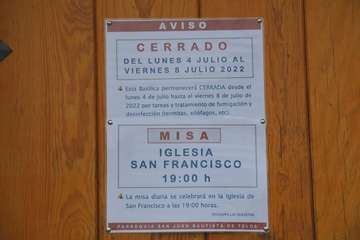 AVISO
CERRADO
DEL LUNES 4 JULIO AL
VIERNES 8 JULIO 2022
Esta Basílica permanecerá CERRADA desde el
lunes 4 de julio hasta el viernes 8 de julio de
2022 por tareas y tratamiento de fumigación y
desinfección (termitas, xilófagos, etc)
MISA
IGLESIA
SAN FRANCISCO
19:00 h
La misa diaria se celebrará en la Iglesia de
San Francisco a las 19:00 horas.
PARROQUIA SAN JUAN BAUTISTA DE TELDE